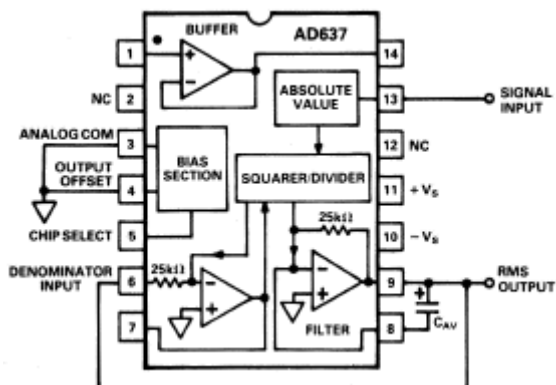 BUFFER
AD637
1
14
ABSOLUTE
VALUE
NC
2
13
SIGNAL
INPUT
ANALOG COM
3
12
NC
BIAS
SECTION
SQUARER/DIVIDER
OUTPUT
OFFSET
4
11
+VS
25kΩ
CHIP SELECT
5
10
-VS
DENOMINATOR
INPUT
6
25kΩ
9
RMS
OUTPUT
7
FILTER
8
CAV